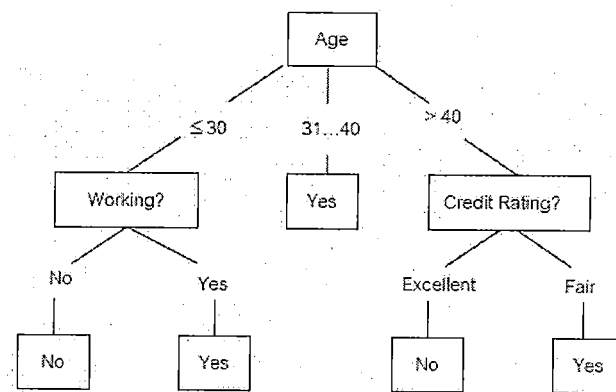 Age
≤ 30
31...40
> 40
Working?
Yes
Credit Rating?
No
Yes
Excellent
Fair
No
Yes
No
Yes